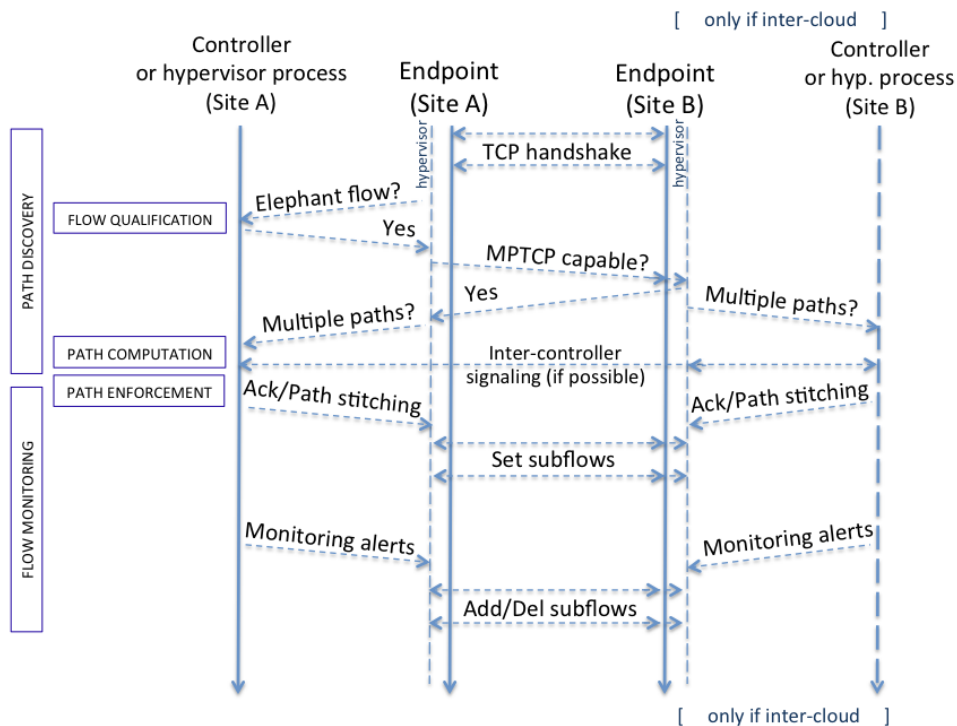 [ only if inter-cloud ]
Controller
or hypervisor process
(Site A)
Endpoint
(Site A)
Endpoint
(Site B)
Controller
or hyp. process
(Site B)
hypervisor
hypervisor
TCP handshake
PATH DISCOVERY
Elephant flow?
FLOW QUALIFICATION
Yes
MPTCP capable?
Yes
Multiple paths?
Multiple paths?
PATH COMPUTATION
Inter-controller
signaling (if possible)
PATH ENFORCEMENT
Ack/Path stitching
Ack/Path stitching
FLOW MONITORING
Set subflows
Monitoring alerts
Monitoring alerts
Add/Del subflows
[ only if inter-cloud ]